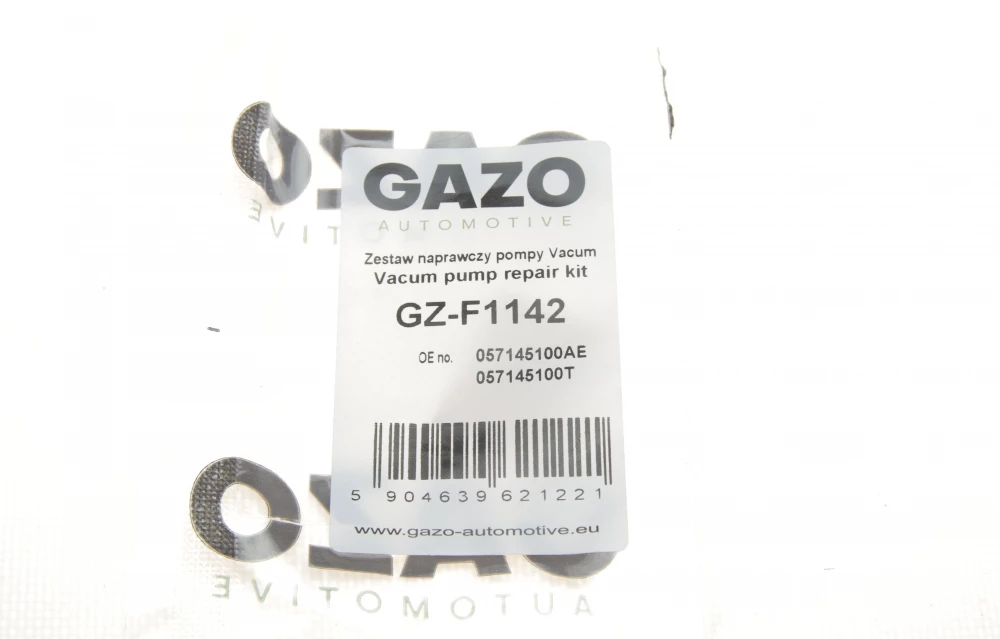 GAZO
AUTOMOTIVE
Zestaw naprawczy pompy Vacum
Vacum pump repair kit
GZ-F1142
OE no. 057145100AE
057145100T
5 904639 621221
www.gazo-automotive.eu
AUTOMOTIVE